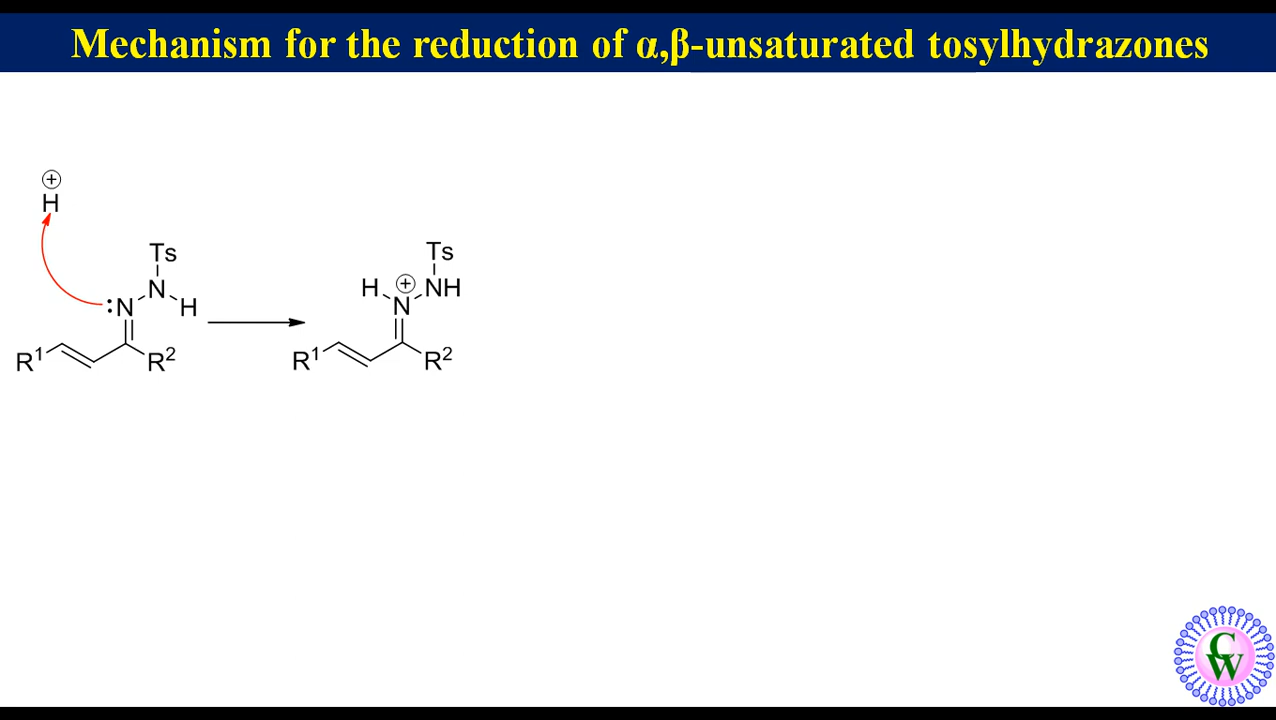 Mechanism for the reduction of α,β-unsaturated tosylhydrazones
⊕
H
Ts
N
:N
H
R¹
R²
Ts
H ⊕ NH
N
R¹
R²
CW